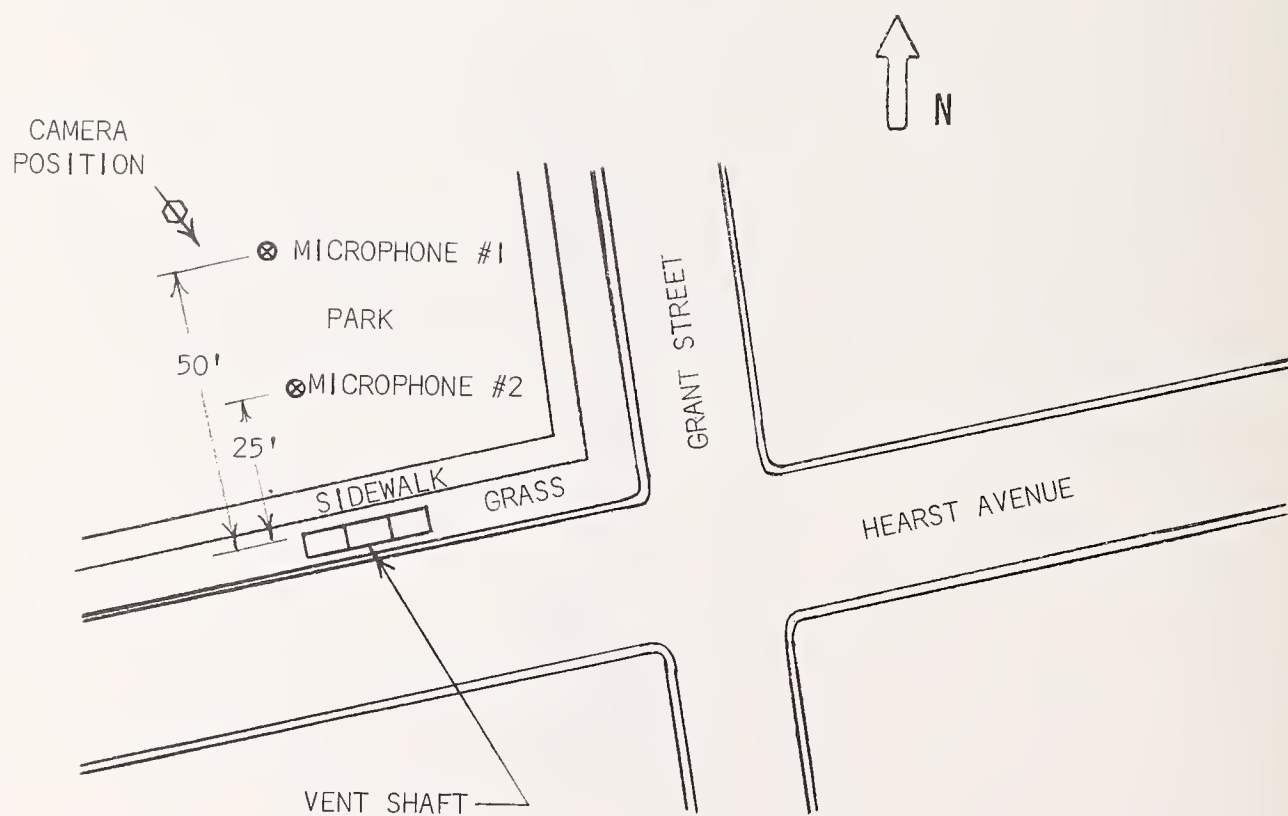 N
CAMERA
POSITION
MICROPHONE #1
PARK
50'
MICROPHONE #2
25'
GRANT STREET
SIDEWALK
GRASS
HEARST AVENUE
VENT SHAFT